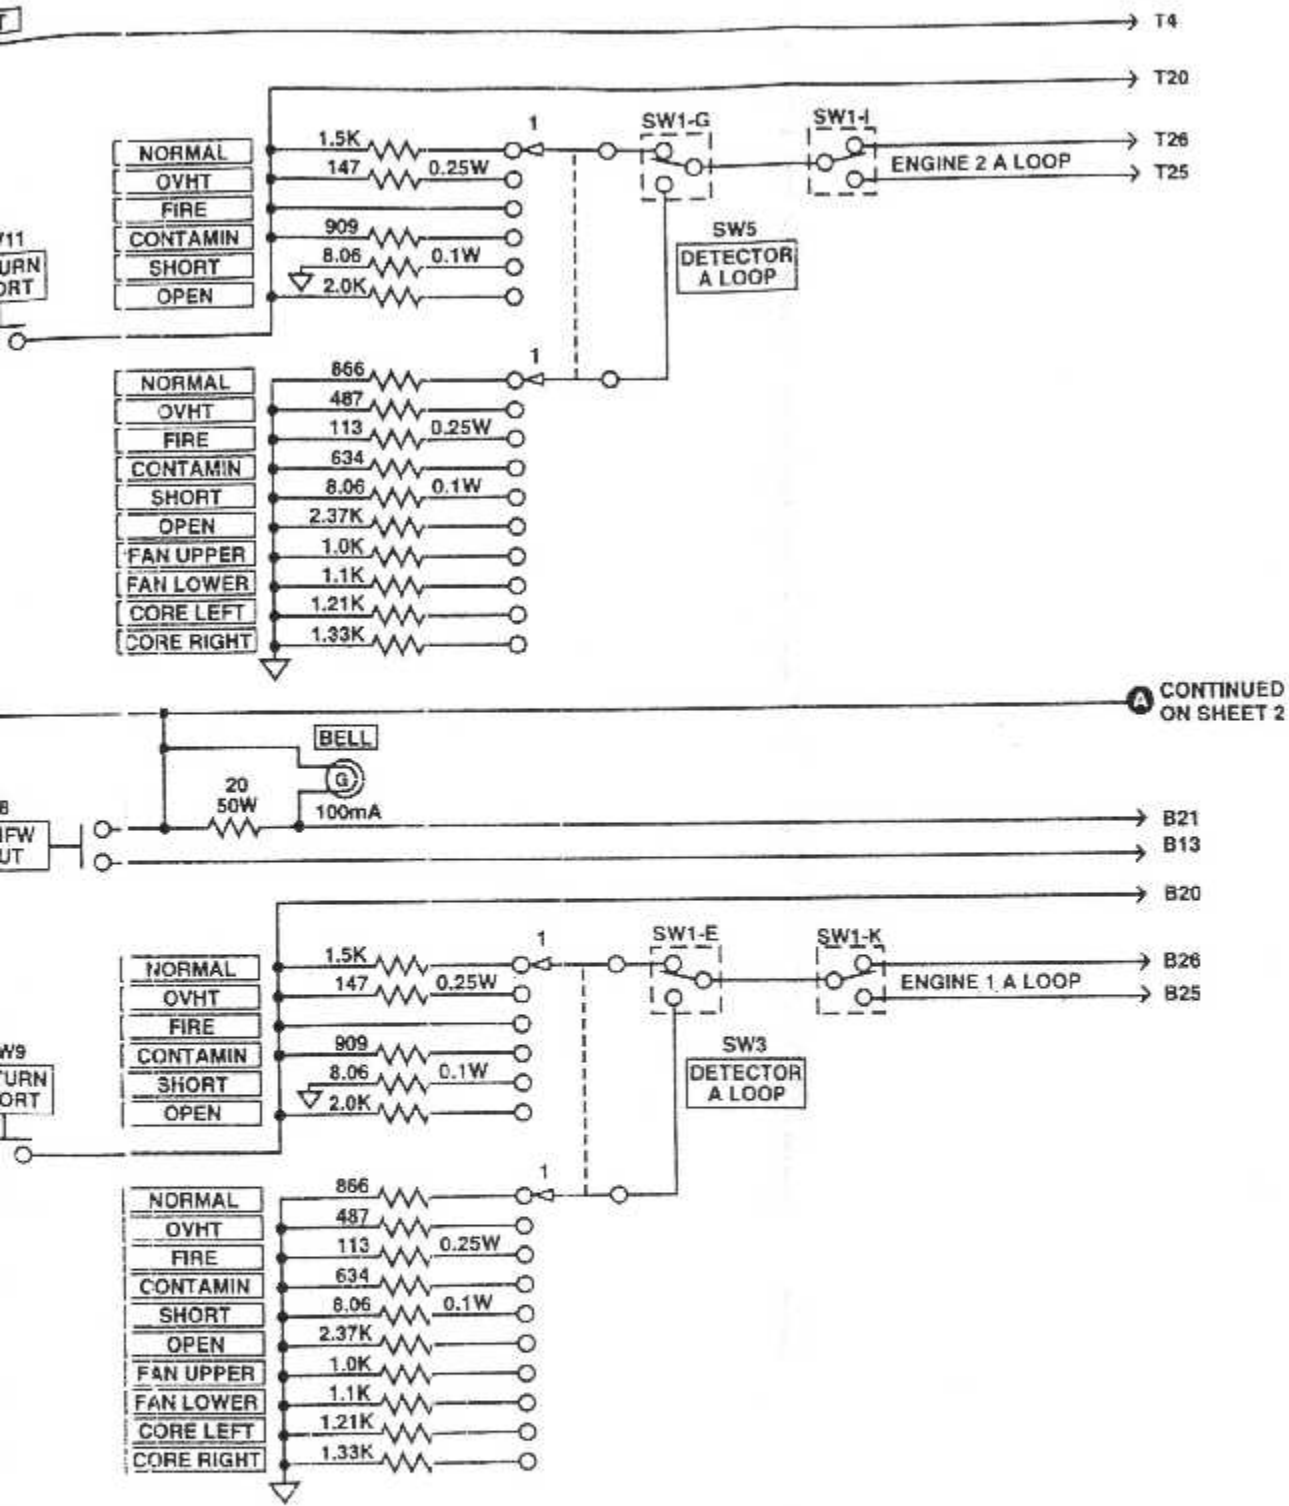 T
T4
T20
SW1-G
SW1-I
1
NORMAL
1.5K
T26
OVHT
147
0.25W
ENGINE 2 A LOOP
T25
FIRE
CONTAMIN
909
SW5
SHORT
8.06
0.1W
DETECTOR
A LOOP
OPEN
2.0K
URN
1
NORMAL
866
OVHT
487
FIRE
113
0.25W
CONTAMIN
634
SHORT
8.06
0.1W
OPEN
2.37K
FAN UPPER
1.0K
FAN LOWER
1.1K
CORE LEFT
1.21K
CORE RIGHT
1.33K
A
CONTINUED
ON SHEET 2
BELL
G
20
50W
100mA
B21
B13
B20
SW1-E
SW1-K
1
NORMAL
1.5K
B26
OVHT
147
0.25W
ENGINE 1 A LOOP
B25
FIRE
CONTAMIN
909
SW3
SHORT
8.06
0.1W
DETECTOR
A LOOP
OPEN
2.0K
W9
TURN
ORT
1
NORMAL
866
OVHT
487
FIRE
113
0.25W
CONTAMIN
634
SHORT
8.06
0.1W
OPEN
2.37K
FAN UPPER
1.0K
FAN LOWER
1.1K
CORE LEFT
1.21K
CORE RIGHT
1.33K